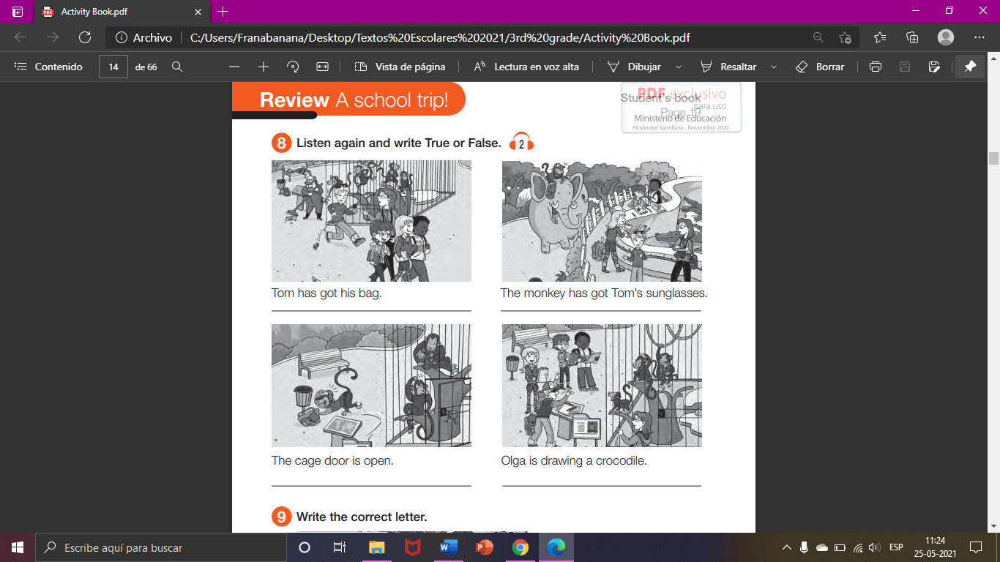 Activity Book.pdf
Archivo
C:/Users/Franabanana/Desktop/Textos%20Escolares%202021/3rd%20grade/Activity%20Book.pdf
Contenido
14
de 66
Vista de página
Lectura en voz alta
Dibujar
Resaltar
Borrar
Review A school trip!
Student's book
Page 19
PDF exclusivo
para uso
Ministerio de Educación
Propiedad Santillana - Noviembre 2020
8 Listen again and write True or False. 2
Tom has got his bag.
The monkey has got Tom's sunglasses.
The cage door is open.
Olga is drawing a crocodile.
9 Write the correct letter.
Escribe aquí para buscar
ESP
11:24
25-05-2021